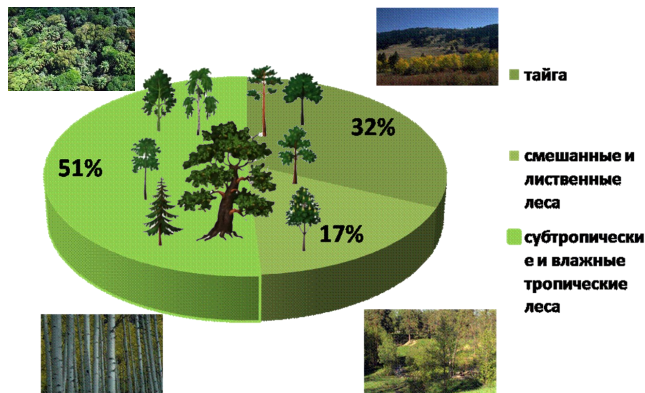 32%
51%
17%
тайга
смешанные и
лиственные
леса
субтропически
е и влажные
тропические
леса